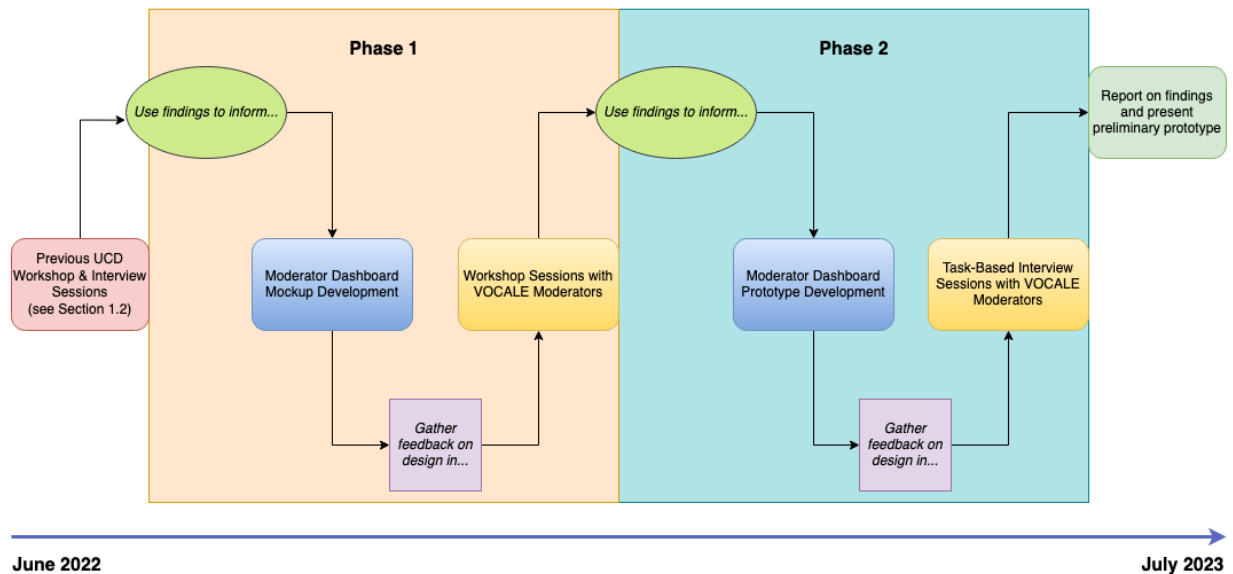 Phase 1
Phase 2
Use findings to inform...
Use findings to inform...
Report on findings
and present
preliminary prototype
Previous UCD
Workshop & Interview
Sessions
(see Section 1.2)
Moderator Dashboard
Mockup Development
Workshop Sessions with
VOCALE Moderators
Moderator Dashboard
Prototype Development
Task-Based Interview
Sessions with VOCALE
Moderators
Gather
feedback on
design in...
Gather
feedback on
design in...
June 2022
July 2023